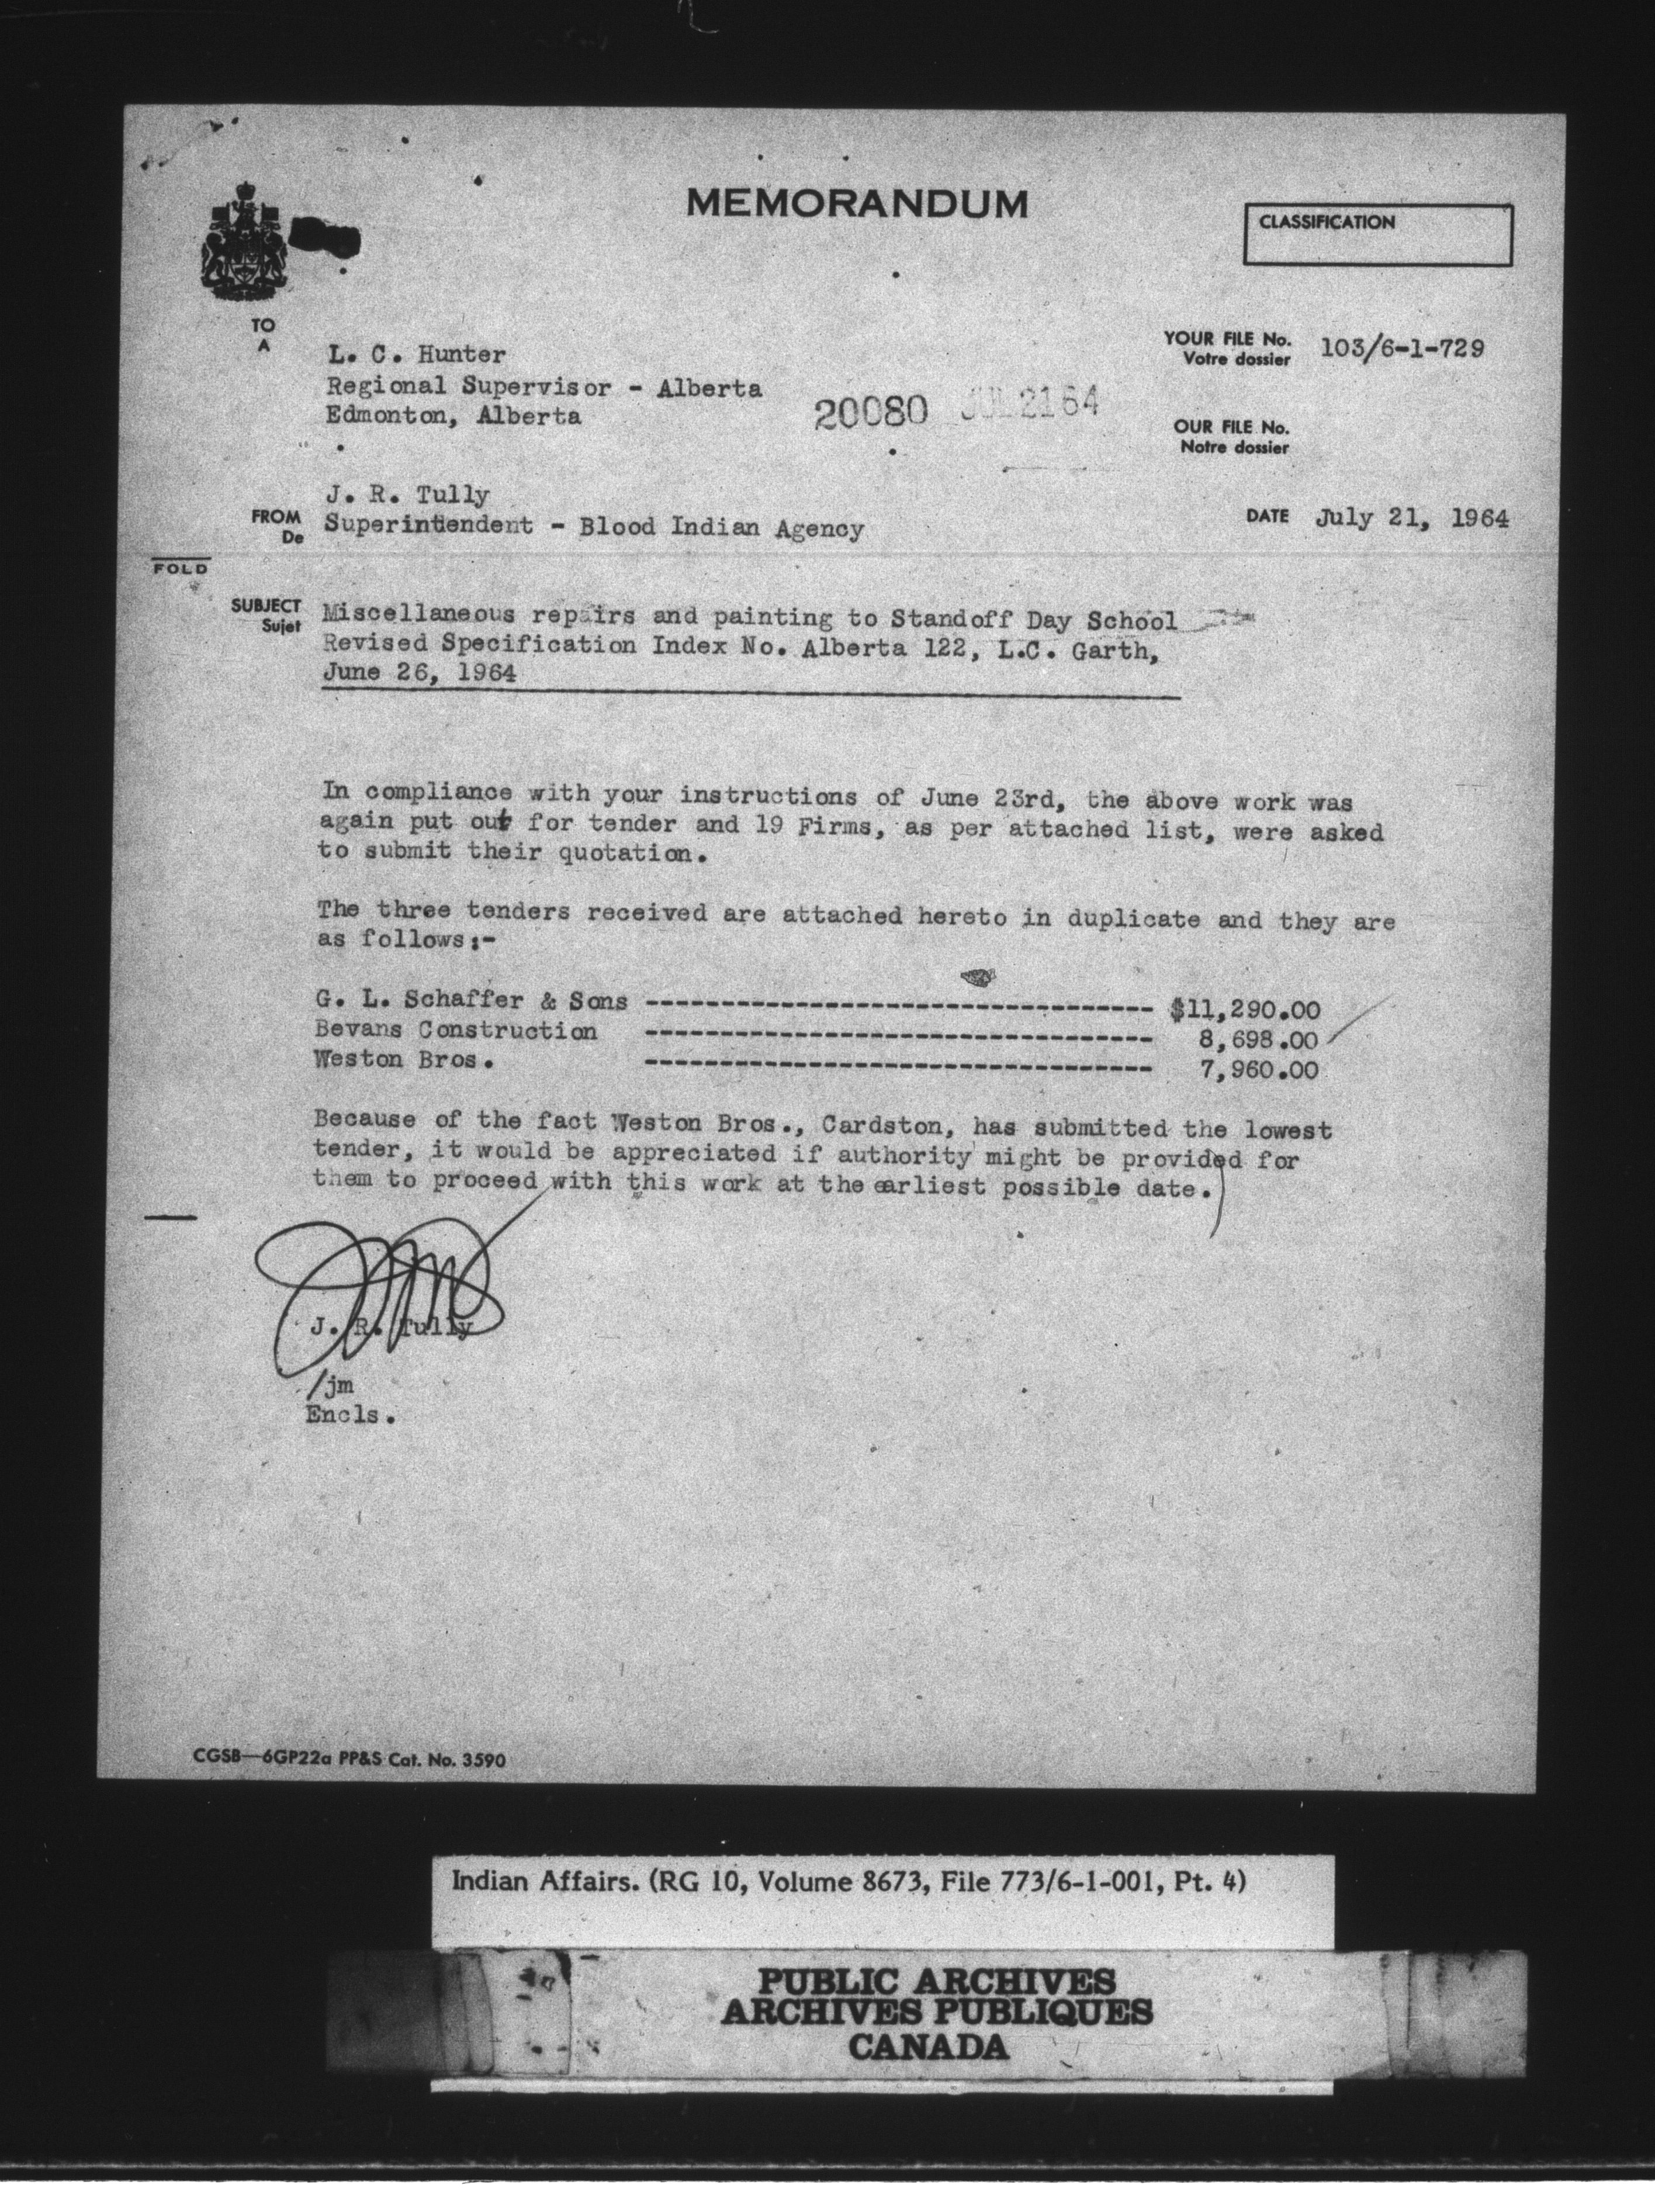 MEMORANDUM
CLASSIFICATION
TO
A
L. C. Hunter
Regional Supervisor - Alberta
Edmonton, Alberta
20080 JUL 21 64
YOUR FILE No. 103/6-1-729
Votre dossier
OUR FILE No.
Notre dossier
J. R. Tully
FROM Superintendent - Blood Indian Agency
De
DATE July 21, 1964
FOLD
SUBJECT Miscellaneous repairs and painting to Standoff Day School
Sujet Revised Specification Index No. Alberta 122, L.C. Garth,
June 26, 1964
In compliance with your instructions of June 23rd, the above work was
again put out for tender and 19 Firms, as per attached list, were asked
to submit their quotation.
The three tenders received are attached hereto in duplicate and they are
as follows:-
G. L. Schaffer & Sons ---------------------------------- $11,290.00
Bevans Construction ---------------------------------- 8,698.00
Weston Bros. ---------------------------------- 7,960.00
Because of the fact Weston Bros., Cardston, has submitted the lowest
tender, it would be appreciated if authority might be provided for
them to proceed with this work at the earliest possible date.
J. R. Tully
/jm
Encls.
CGSB—6GP22a PP&S Cat. No. 3590
Indian Affairs. (RG 10, Volume 8673, File 773/6-1-001, Pt. 4)
PUBLIC ARCHIVES
ARCHIVES PUBLIQUES
CANADA